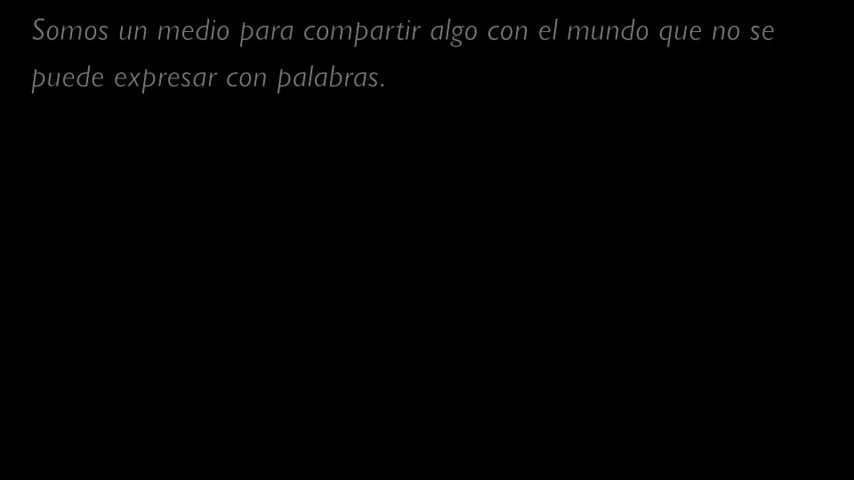 Somos un medio para compartir algo con el mundo que no se
puede expresar con palabras.